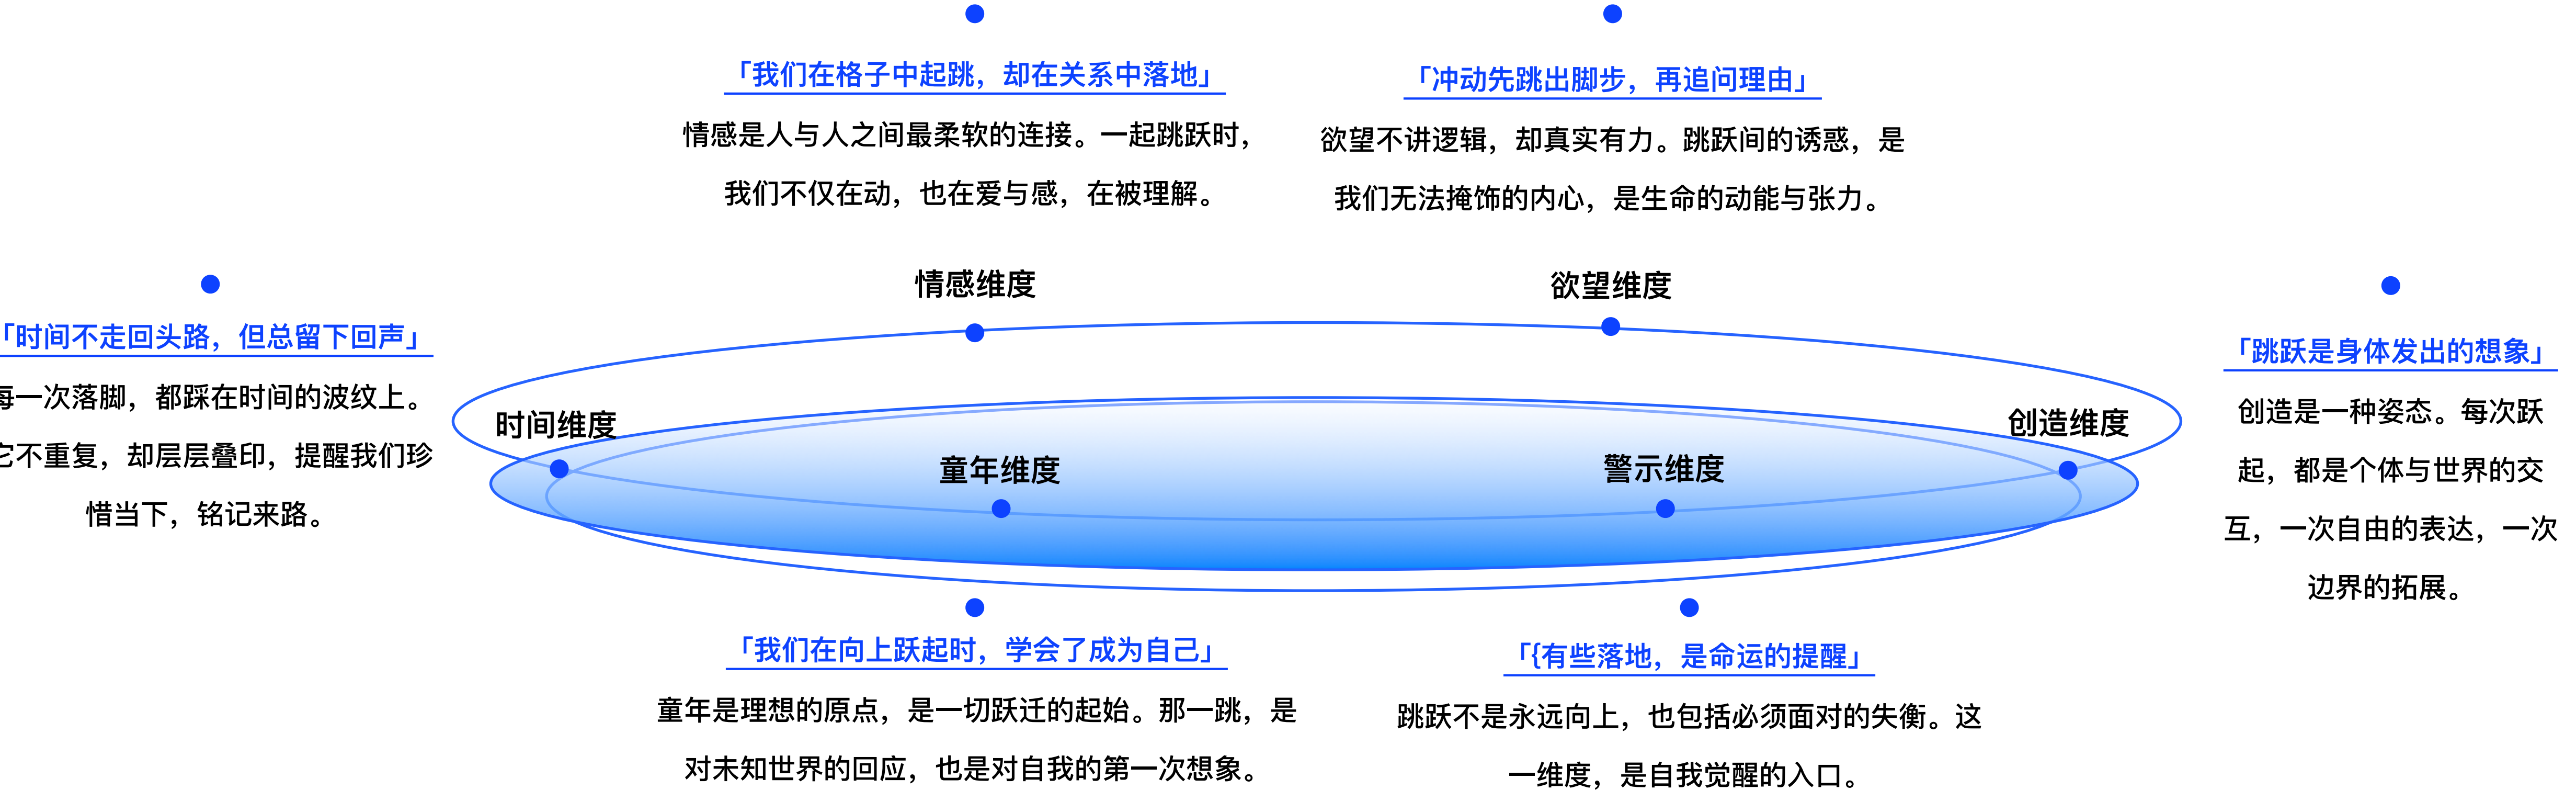 「我们在格子中起跳，却在关系中落地」
情感是人与人之间最柔软的连接。一起跳跃时，
我们不仅在动，也在爱与感，在被理解。
「冲动先跳出脚步，再追问理由」
欲望不讲逻辑，却真实有力。跳跃间的诱惑，是
我们无法掩饰的内心，是生命的动能与张力。
情感维度
欲望维度
「时间不走回头路，但总留下回声」
每一次落脚，都踩在时间的波纹上。
它不重复，却层层叠印，提醒我们珍
惜当下，铭记来路。
时间维度
童年维度
警示维度
创造维度
「跳跃是身体发出的想象」
创造是一种姿态。每次跃
起，都是个体与世界的交
互，一次自由的表达，一次
边界的拓展。
「我们在向上跃起时，学会了成为自己」
童年是理想的原点，是一切跃迁的起始。那一跳，是
对未知世界的回应，也是对自我的第一次想象。
「{有些落地，是命运的提醒」
跳跃不是永远向上，也包括必须面对的失衡。这
一维度，是自我觉醒的入口。